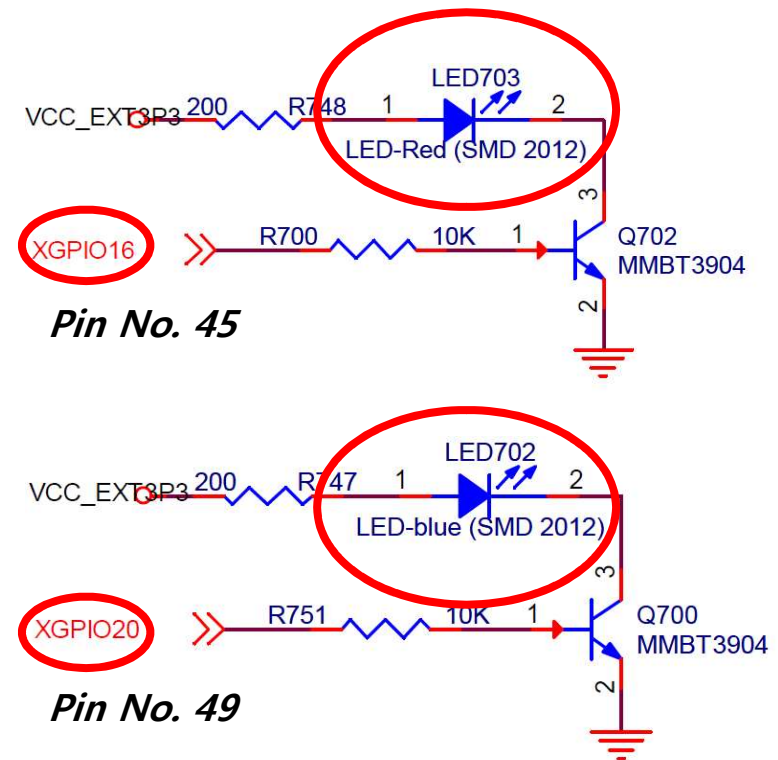 LED703
VCC_EXT3P3 200 R748 1 2
LED-Red (SMD 2012)
3
XGPIO16 R700 10K 1 Q702
MMBT3904
2
Pin No. 45
LED702
VCC_EXT3P3 200 R747 1 2
LED-blue (SMD 2012)
3
XGPIO20 R751 10K 1 Q700
MMBT3904
2
Pin No. 49